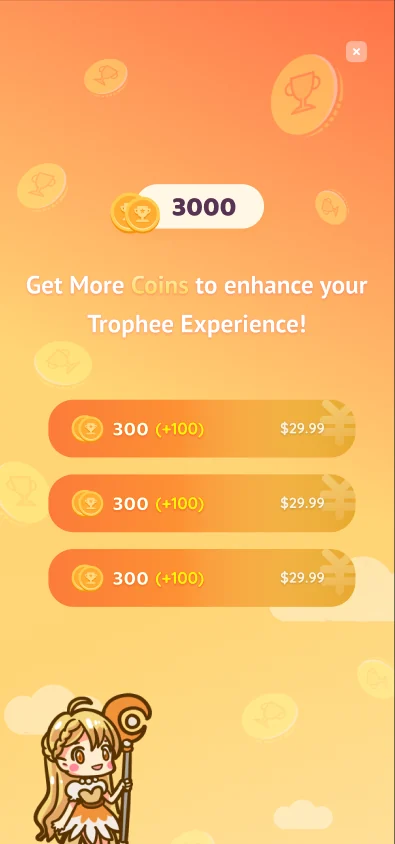 3000
Get More Coins to enhance your
Trophee Experience!
300 (+100) $29.99
¥
300 (+100) $29.99
¥
300 (+100) $29.99
¥